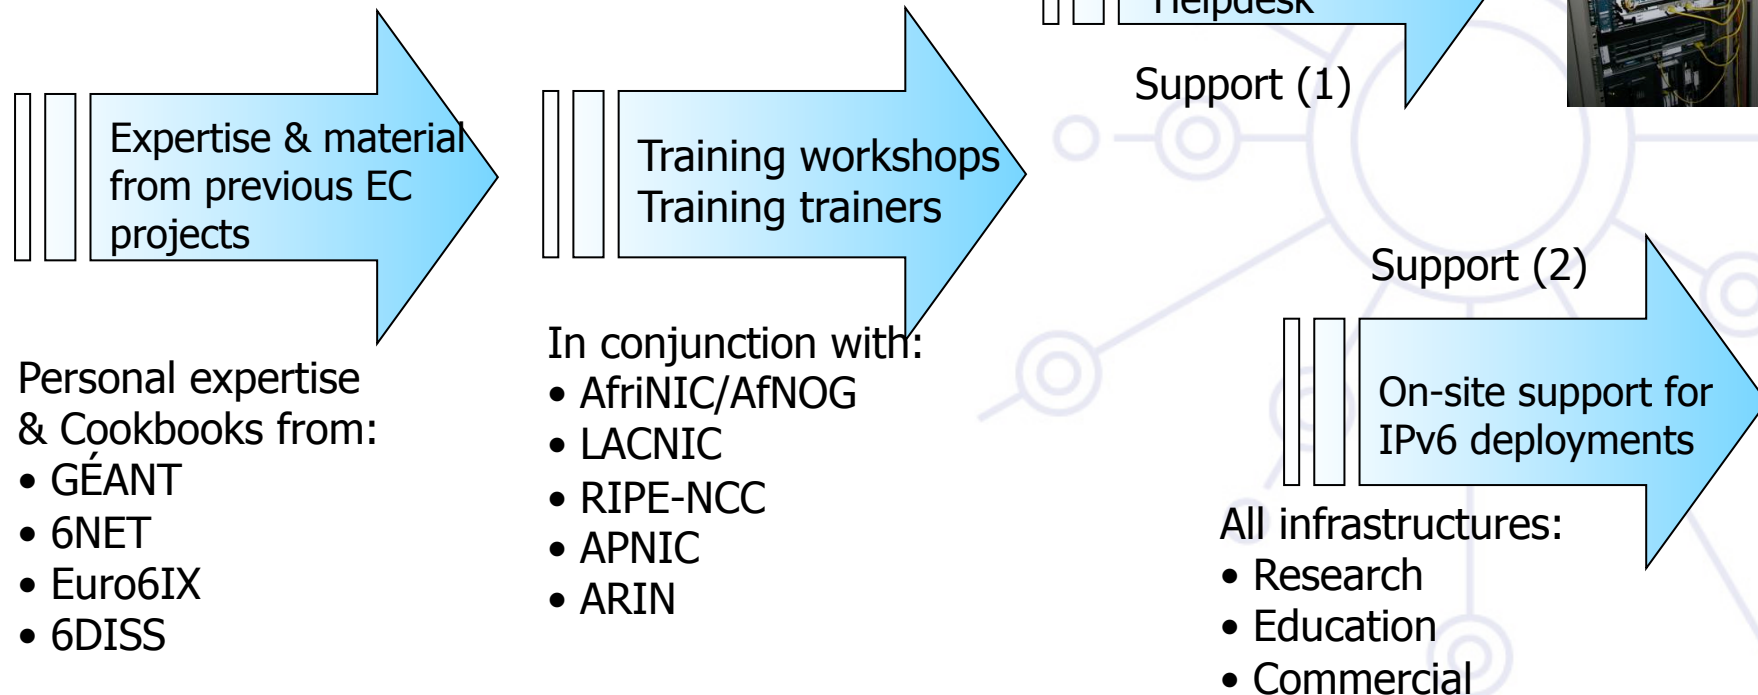 Expertise & material
from previous EC
projects
Personal expertise
& Cookbooks from:
• GÉANT
• 6NET
• Euro6IX
• 6DISS
Training workshops
Training trainers
In conjunction with:
• AfriNIC/AfNOG
• LACNIC
• RIPE-NCC
• APNIC
• ARIN
Helpdesk
Support (1)
Support (2)
On-site support for
IPv6 deployments
All infrastructures:
• Research
• Education
• Commercial